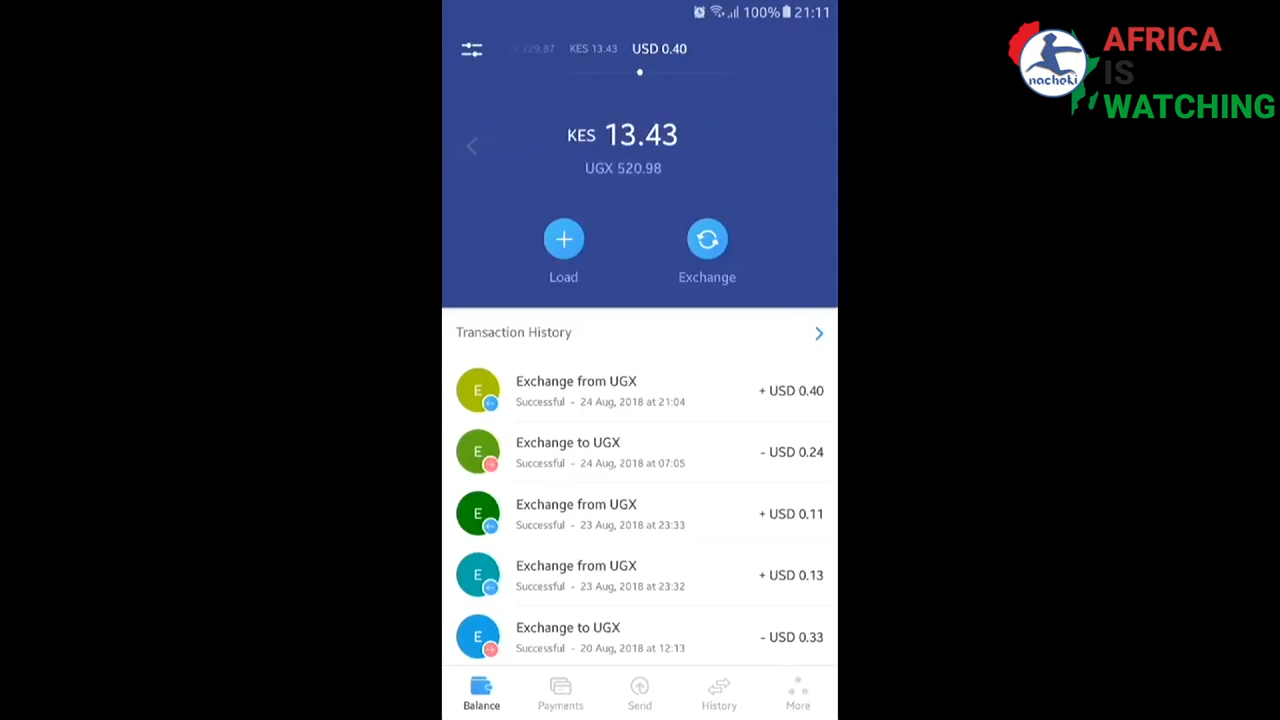 100% 21:11
229.87 KES 13.43 USD 0.40
KES 13.43
UGX 520.98
Load Exchange
Transaction History
E Exchange from UGX + USD 0.40
Successful - 24 Aug, 2018 at 21:04
E Exchange to UGX - USD 0.24
Successful - 24 Aug, 2018 at 07:05
E Exchange from UGX + USD 0.11
Successful - 23 Aug, 2018 at 23:33
E Exchange from UGX + USD 0.13
Successful - 23 Aug, 2018 at 23:32
E Exchange to UGX - USD 0.33
Successful - 20 Aug, 2018 at 12:13
Balance Payments Send History More
nacheki
AFRICA
IS
WATCHING